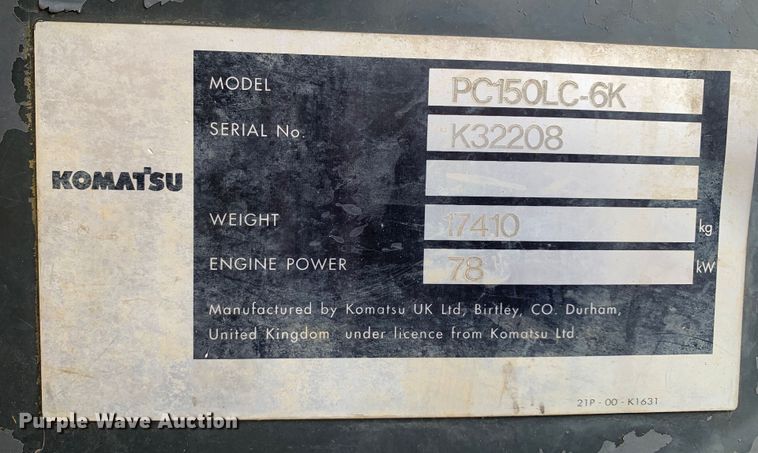 KOMATSU
MODEL PC150LC-6K
SERIAL No. K32208
WEIGHT 17410 kg
ENGINE POWER 78 kW
Manufactured by Komatsu UK Ltd, Birtley, CO. Durham,
United Kingdom under licence from Komatsu Ltd.
21P - 00 - K1631
Purple Wave Auction